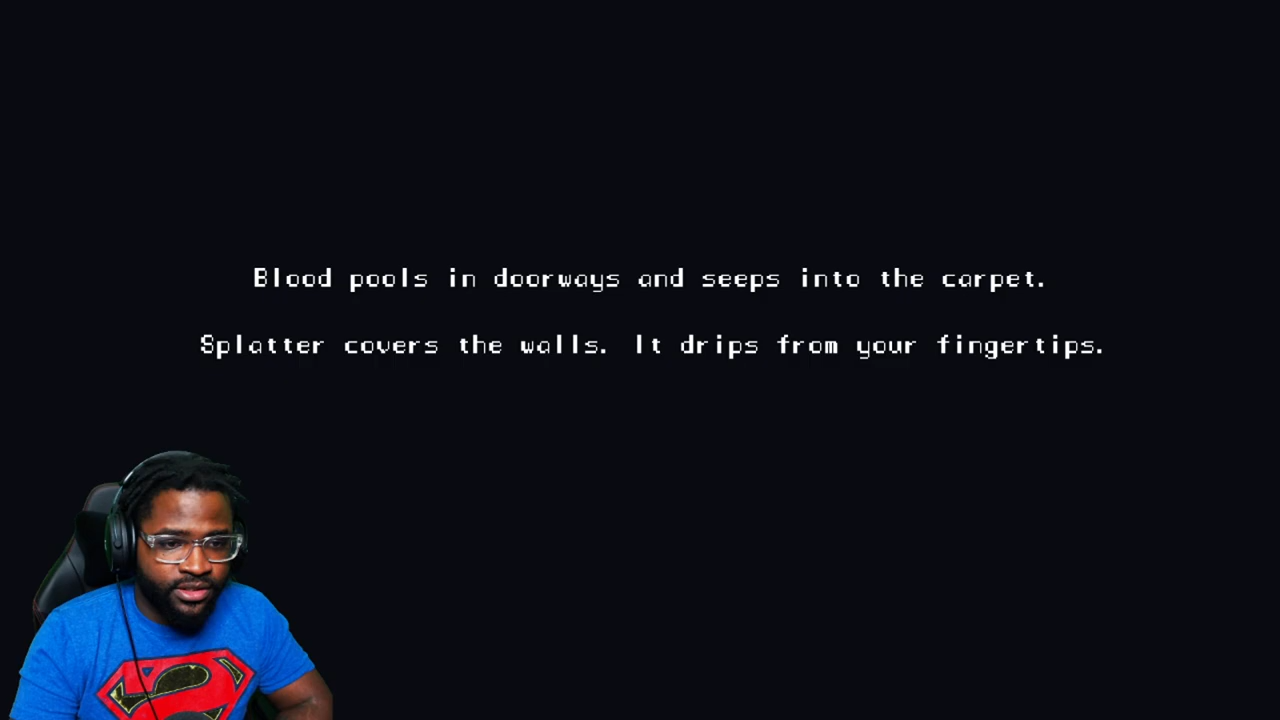 Blood pools in doorways and seeps into the carpet.
Splatter covers the walls. It drips from your fingertips.